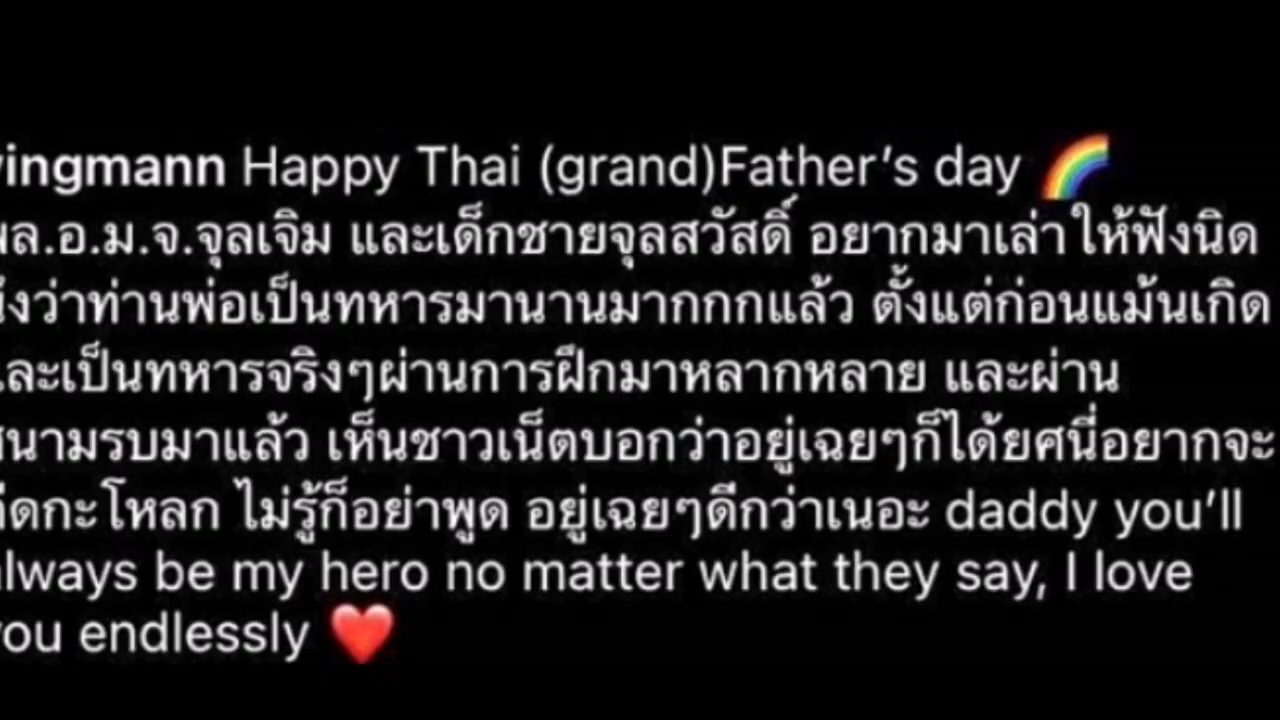 vingmann Happy Thai (grand)Father’s day 🌈
พล.อ.ม.จ.จุลเจิม และเด็กชายจุลสวัสดิ์ อยากมาเล่าให้ฟังนิด
นึงว่าท่านพ่อเป็นทหารมานานมากกกแล้ว ตั้งแต่ก่อนแม้นเกิด
และเป็นทหารจริงๆผ่านการฝึกมาหลากหลาย และผ่าน
สนามรบมาแล้ว เห็นชาวเน็ตบอกว่าอยู่เฉยๆก็ได้ยศนี่อยากจะ
ดีดกะโหลก ไม่รู้ก็อย่าพูด อยู่เฉยๆดีกว่าเนอะ daddy you’ll
always be my hero no matter what they say, I love
you endlessly ❤️